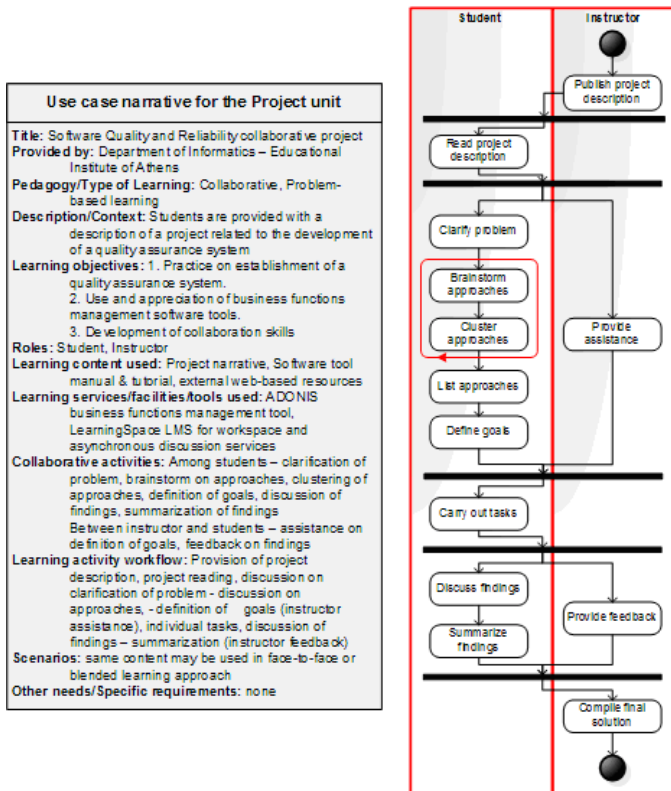 Use case narrative for the Project unit
Title: Software Quality and Reliability collaborative project
Provided by: Department of Informatics – Educational
Institute of Athens
Pedagogy/Type of Learning: Collaborative, Problem-
based learning
Description/Context: Students are provided with a
description of a project related to the development
of a quality assurance system
Learning objectives: 1. Practice on establishment of a
quality assurance system.
2. Use and appreciation of business functions
management software tools.
3. Development of collaboration skills
Roles: Student, Instructor
Learning content used: Project narrative, Software tool
manual & tutorial, external web-based resources
Learning services/facilities/tools used: ADONIS
business functions management tool,
LearningSpace LMS for workspace and
asynchronous discussion services
Collaborative activities: Among students – clarification of
problem, brainstorm on approaches, clustering of
approaches, definition of goals, discussion of
findings, summarization of findings
Between instructor and students – assistance on
definition of goals, feedback on findings
Learning activity workflow: Provision of project
description, project reading, discussion on
clarification of problem - discussion on
approaches, - definition of goals (instructor
assistance), individual tasks, discussion of
findings – summarization (instructor feedback)
Scenarios: same content may be used in face-to-face or
blended learning approach
Other needs/Specific requirements: none
Student
Instructor
Publish project
description
Read project
description
Clarify problem
Brainstorm
approaches
Cluster
approaches
Provide
assistance
List approaches
Define goals
Carry out tasks
Discuss findings
Provide feedback
Summarize
findings
Compile final
solution